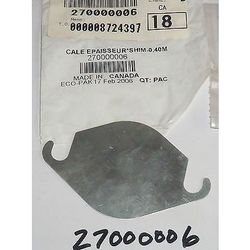 270000006
CA
000008724397
18
CALE EPAISSEUR*SHIM-0,40M
270000006
MADE IN CANADA
ECO-PAK 17 Feb 2006 QT: PAC
27000006